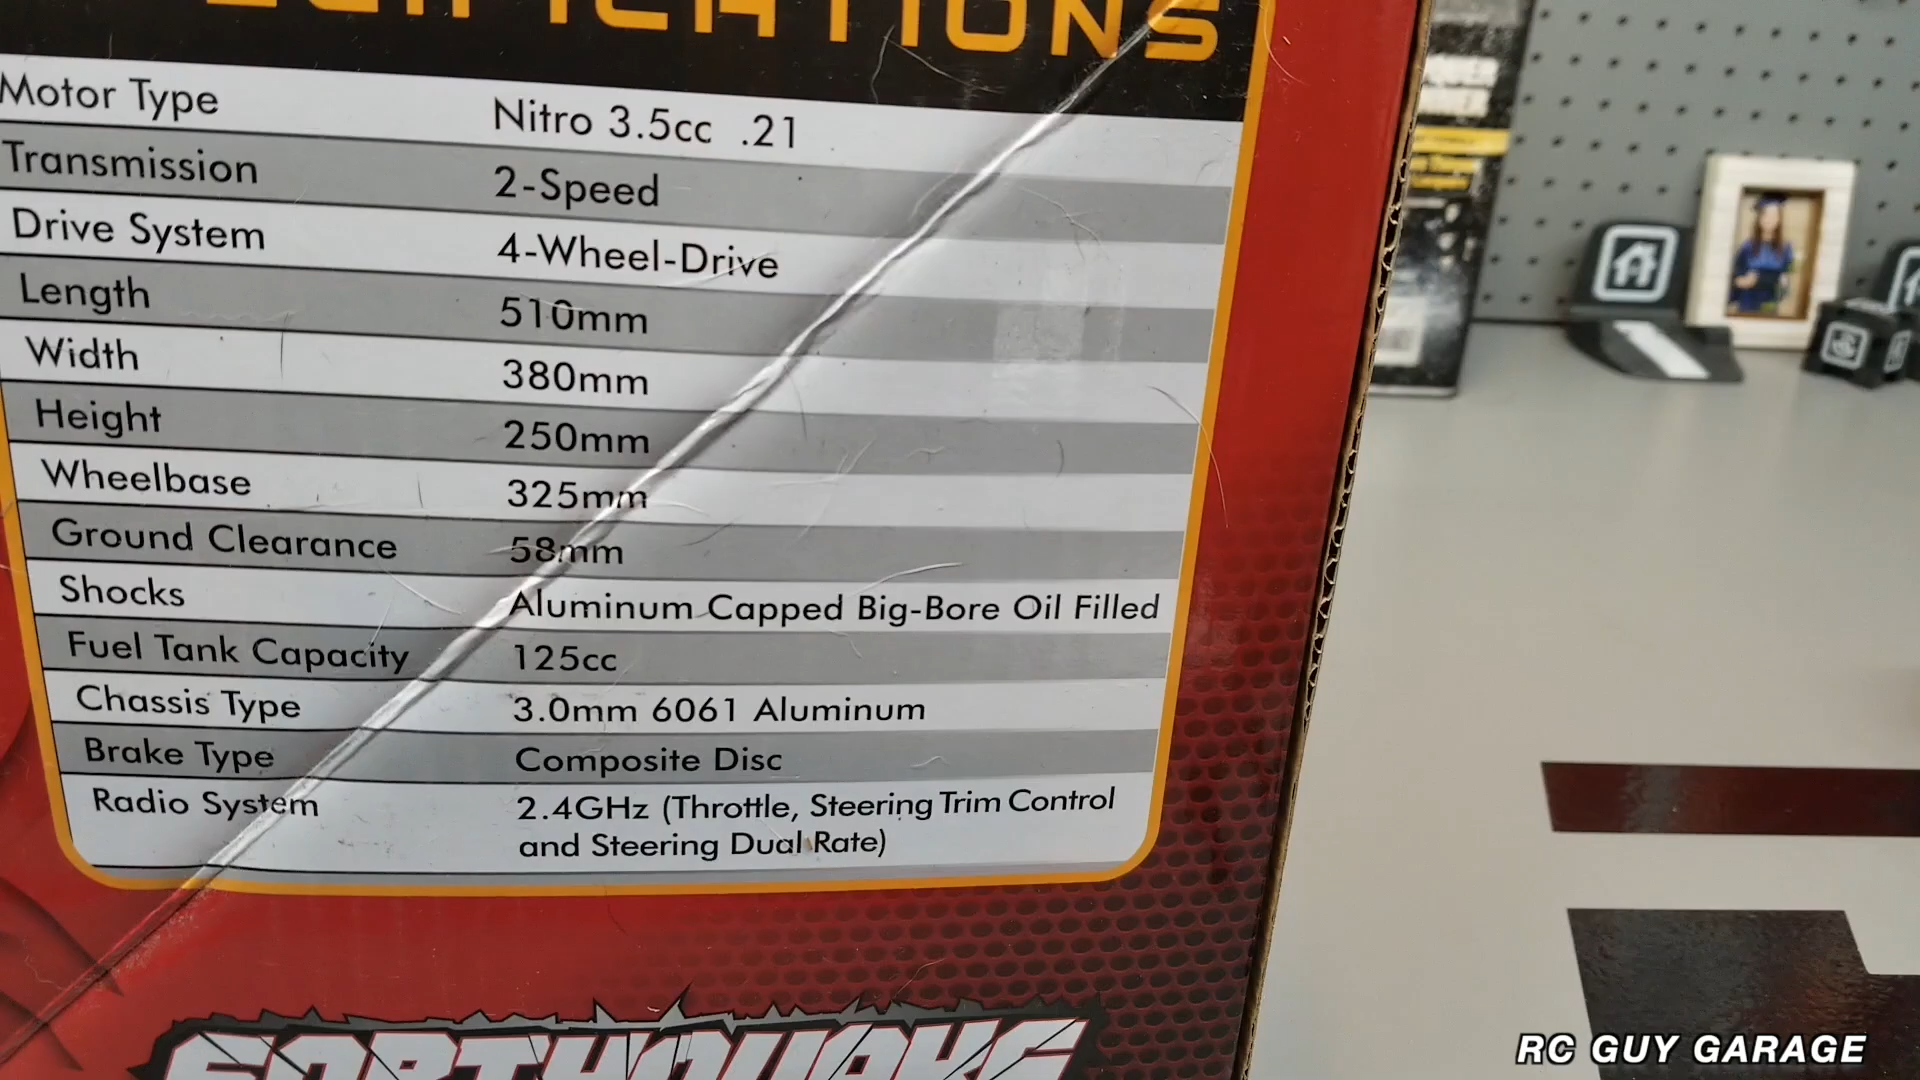 SPECIFICATIONS
Motor Type Nitro 3.5cc .21
Transmission 2-Speed
Drive System 4-Wheel-Drive
Length 510mm
Width 380mm
Height 250mm
Wheelbase 325mm
Ground Clearance 58mm
Shocks Aluminum Capped Big-Bore Oil Filled
Fuel Tank Capacity 125cc
Chassis Type 3.0mm 6061 Aluminum
Brake Type Composite Disc
Radio System 2.4GHz (Throttle, Steering Trim Control
and Steering Dual Rate)
EARTHQUAKE
RC GUY GARAGE